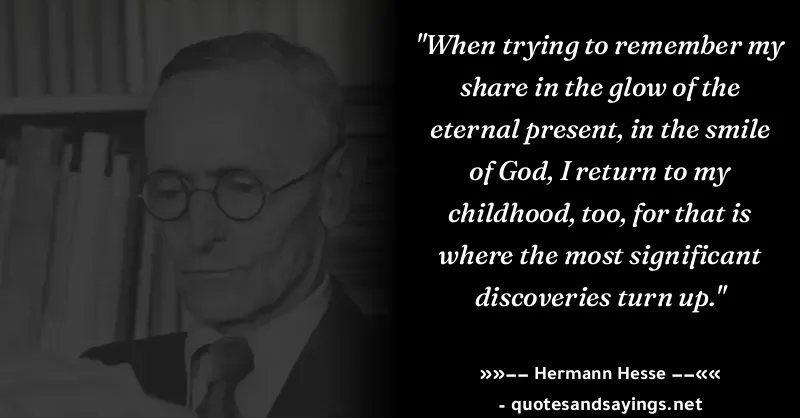 "When trying to remember my
share in the glow of the
eternal present, in the smile
of God, I return to my
childhood, too, for that is
where the most significant
discoveries turn up."
»»−− Hermann Hesse −−««
- quotesandsayings.net